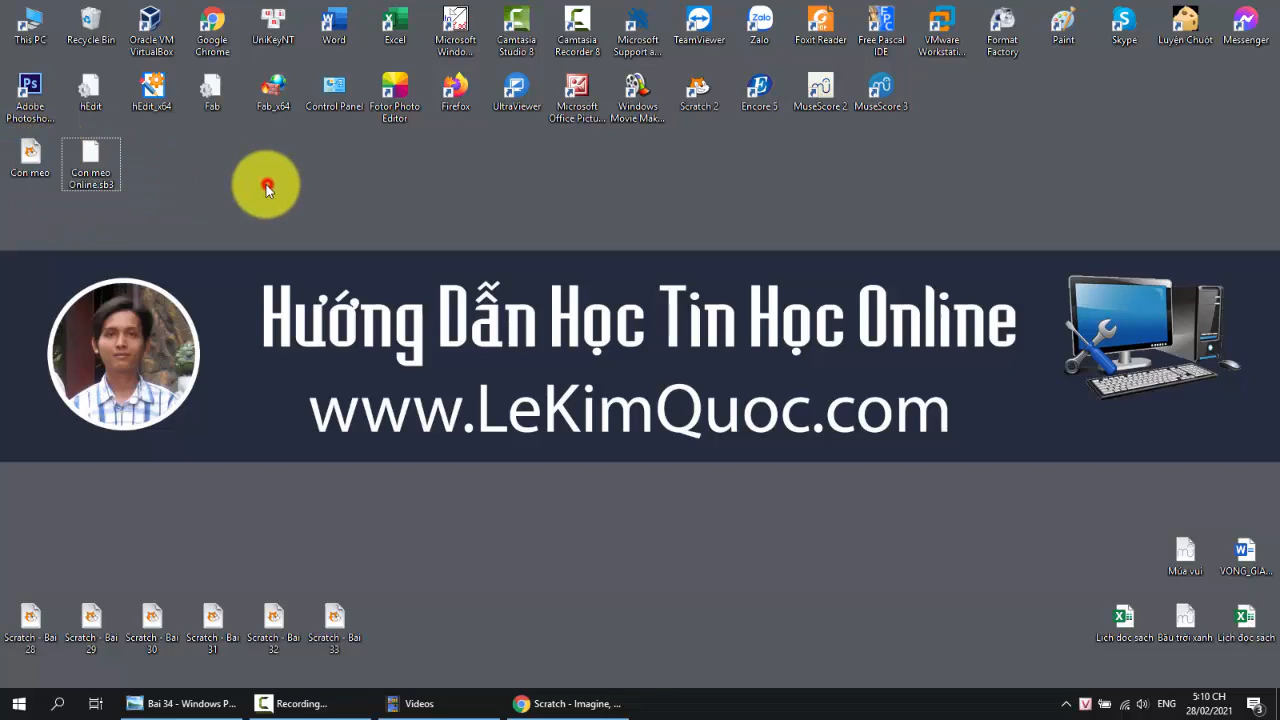 This PC
Recycle Bin
Oracle VM
VirtualBox
Google
Chrome
UniKeyNT
Word
Excel
Microsoft
Windo...
Camtasia
Studio 8
Camtasia
Recorder 8
Microsoft
Support a...
TeamViewer
Zalo
Foxit Reader
Free Pascal
IDE
VMware
Workstati...
Format
Factory
Paint
Skype
Luyện Chuột
Messenger
Adobe
Photosho...
hEdit
hEdit_x64
Fab
Fab_x64
Control Panel
Fotor Photo
Editor
Firefox
UltraViewer
Microsoft
Office Pictu...
Windows
Movie Mak...
Scratch 2
Encore 5
MuseScore 2
MuseScore 3
Con meo
Con meo
Online.sb3
Hướng Dẫn Học Tin Học Online
www.LeKimQuoc.com
Múa vui
VONG_GIA...
Scratch - Bai
28
Scratch - Bai
29
Scratch - Bai
30
Scratch - Bai
31
Scratch - Bai
32
Scratch - Bai
33
Lich doc sach
Bầu trời xanh
Lich doc sach
Bai 34 - Windows P...
Recording...
Videos
Scratch - Imagine, ...
ENG
5:10 CH
28/02/2021
3